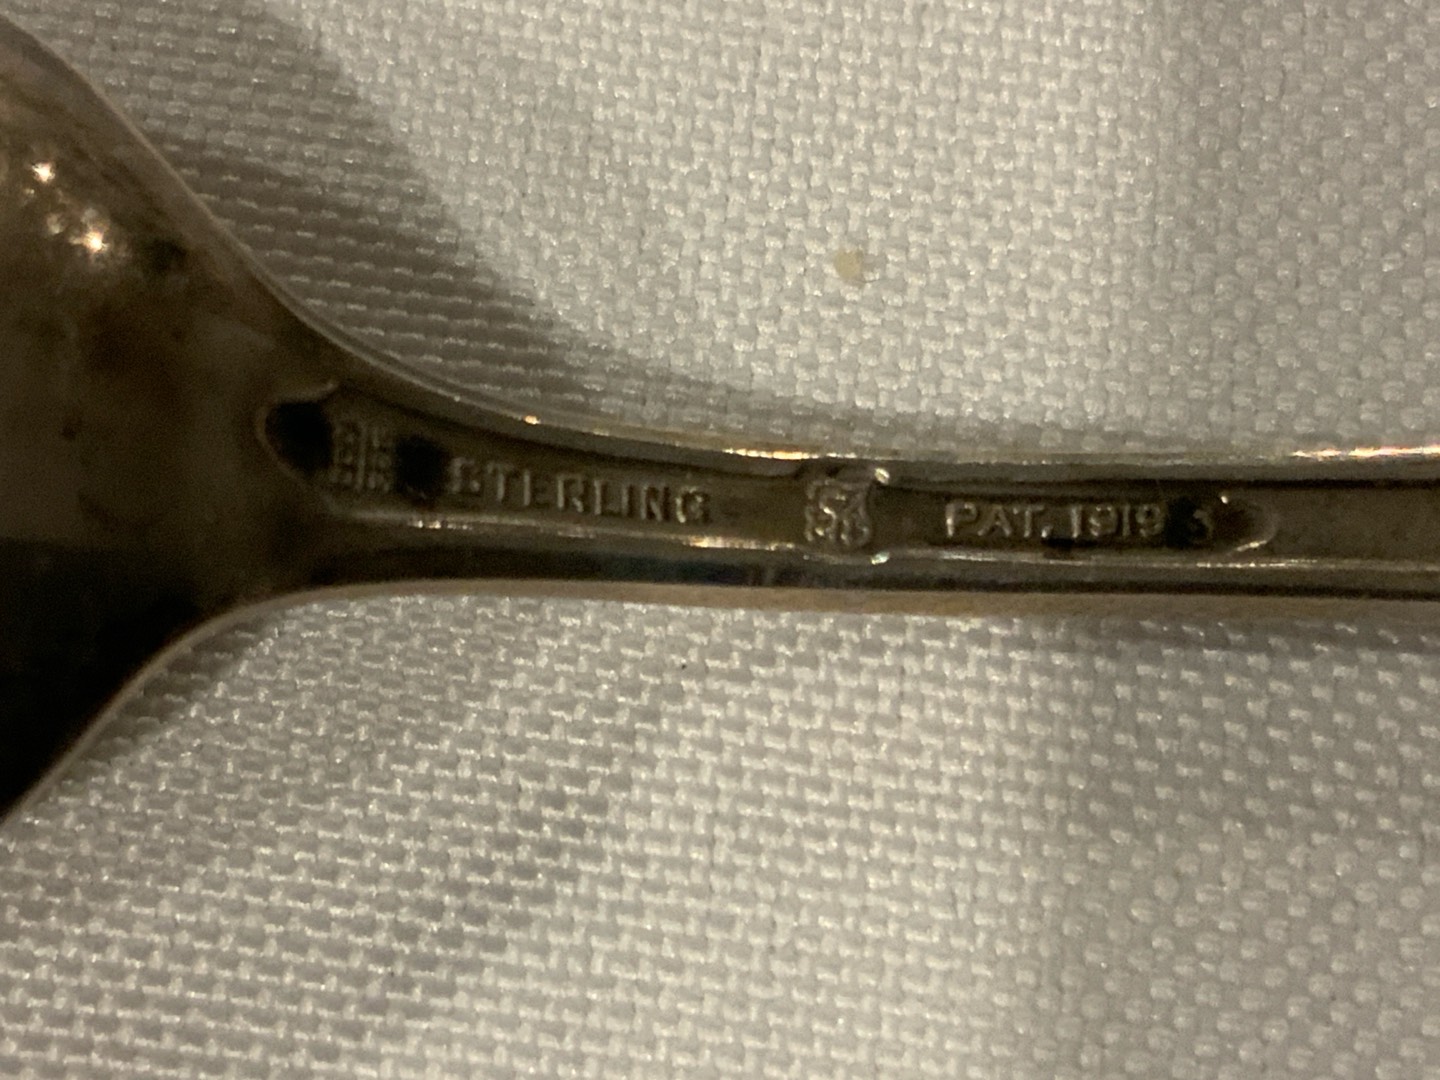 STERLING S PAT. 1919